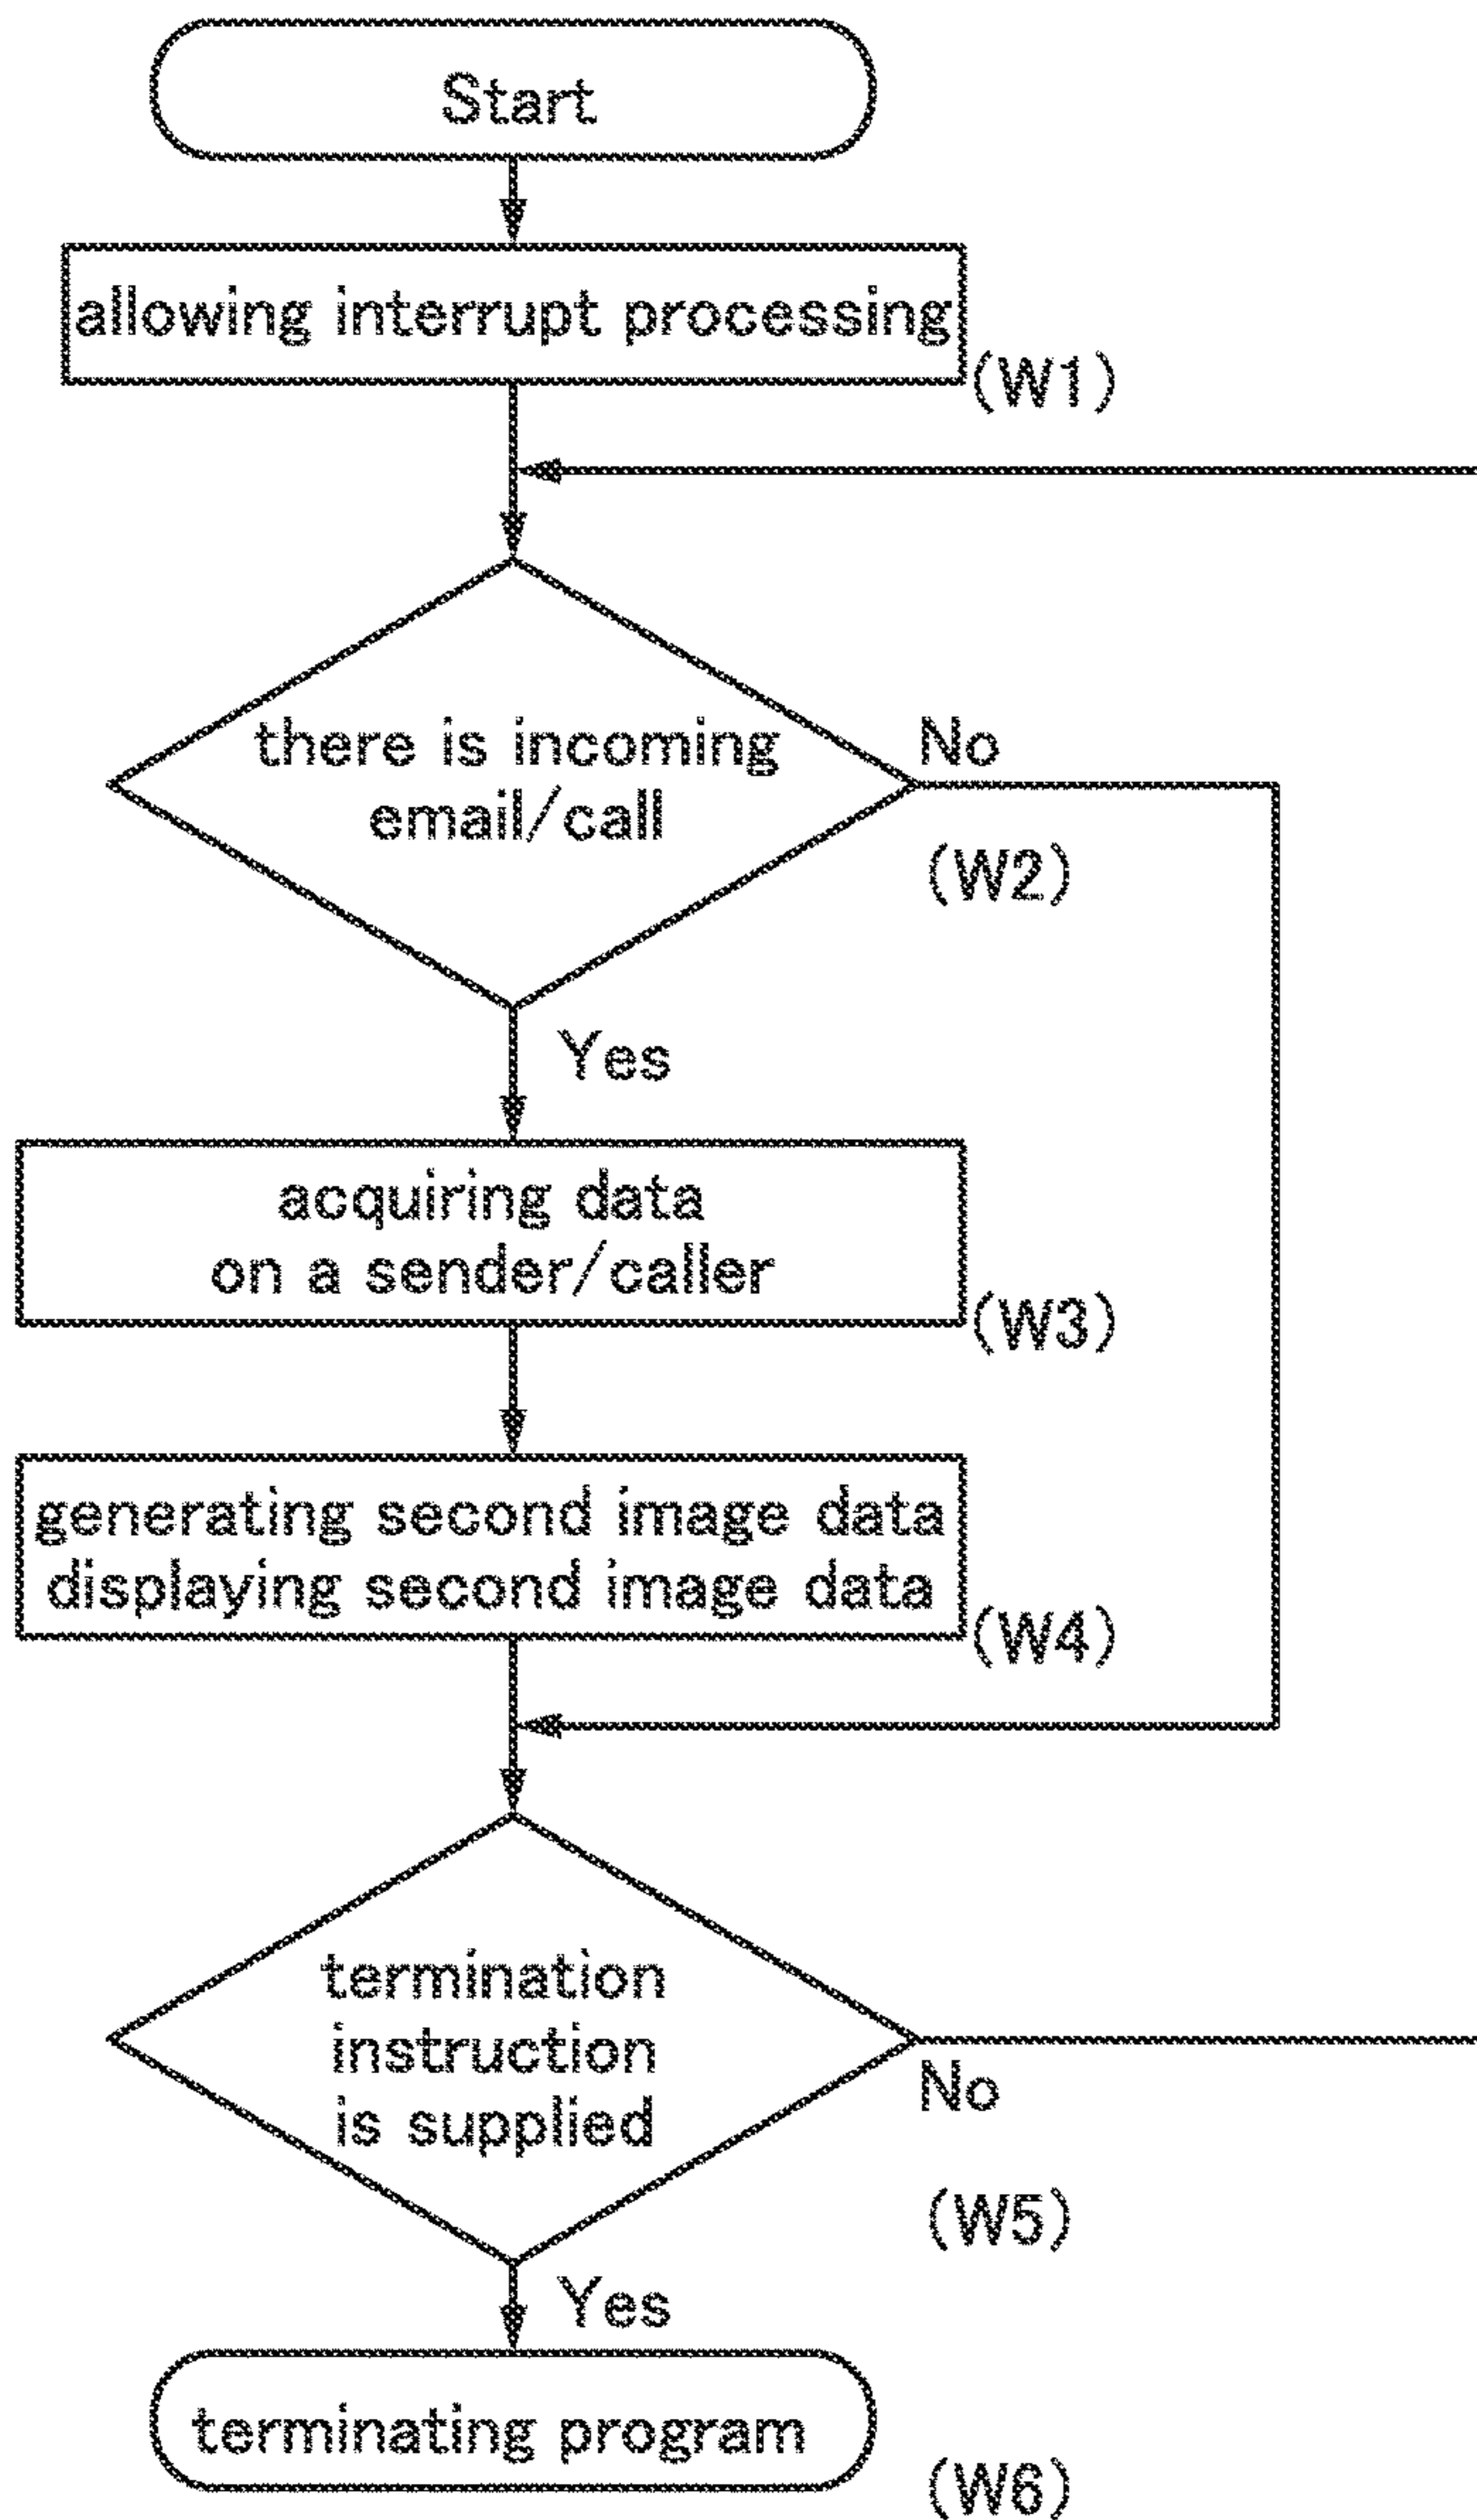 Start
allowing interrupt processing
(W1)
there is incoming
email/call
No
(W2)
Yes
acquiring data
on a sender/caller
(W3)
generating second image data
displaying second image data
(W4)
termination
instruction
is supplied
No
(W5)
Yes
terminating program
(W6)